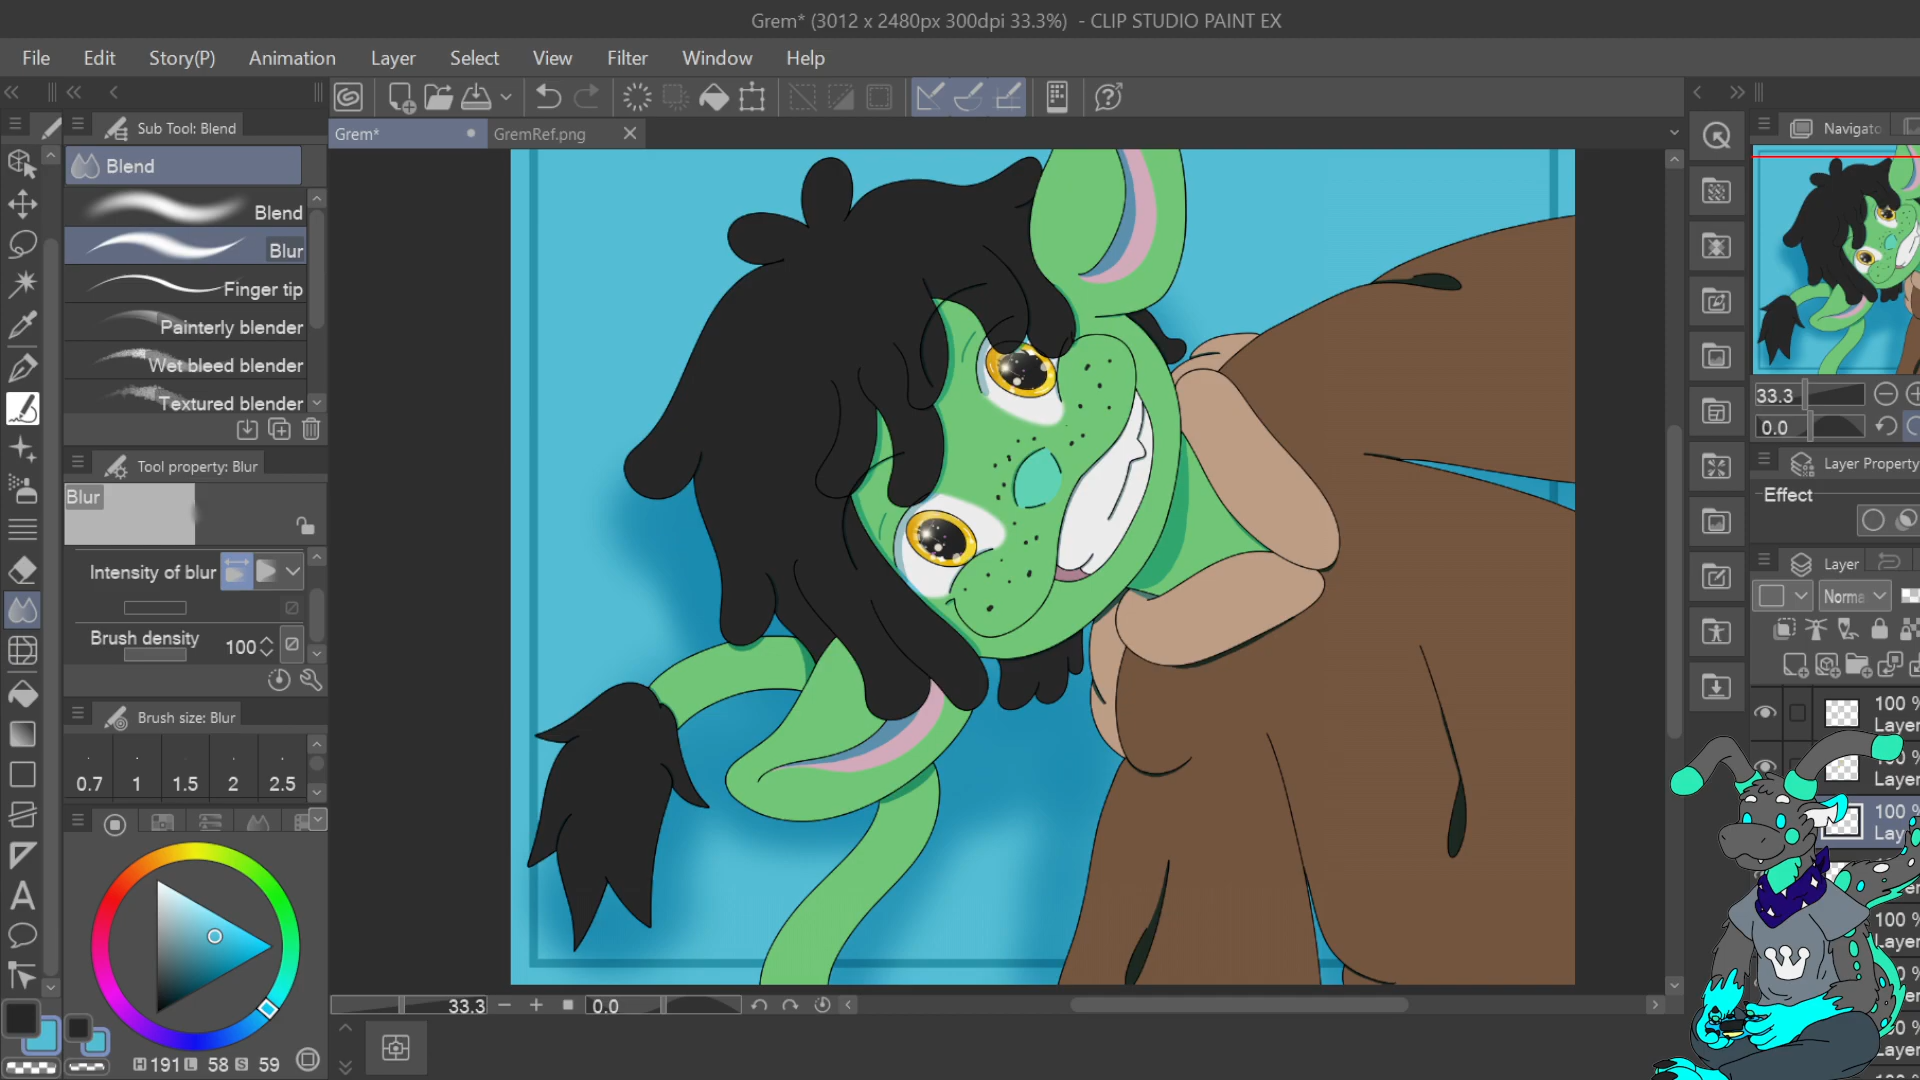 Grem* (3012 x 2480px 300dpi 33.3%) - CLIP STUDIO PAINT EX
File Edit Story(P) Animation Layer Select View Filter Window Help
Sub Tool: Blend
Grem*
GremRef.png
Navigato
Blend
Blend
Blur
Finger tip
Painterly blender
Wet bleed blender
Textured blender
33.3
0.0
Tool property: Blur
Layer Property
Blur
Effect
Intensity of blur
Layer
Norma
Brush density 100
Brush size: Blur
0.7 1 1.5 2 2.5
100 %
Layer
100 %
Layer
100 %
Lay
100 %
Layer
33.3
0.0
H 191 L 58 S 59